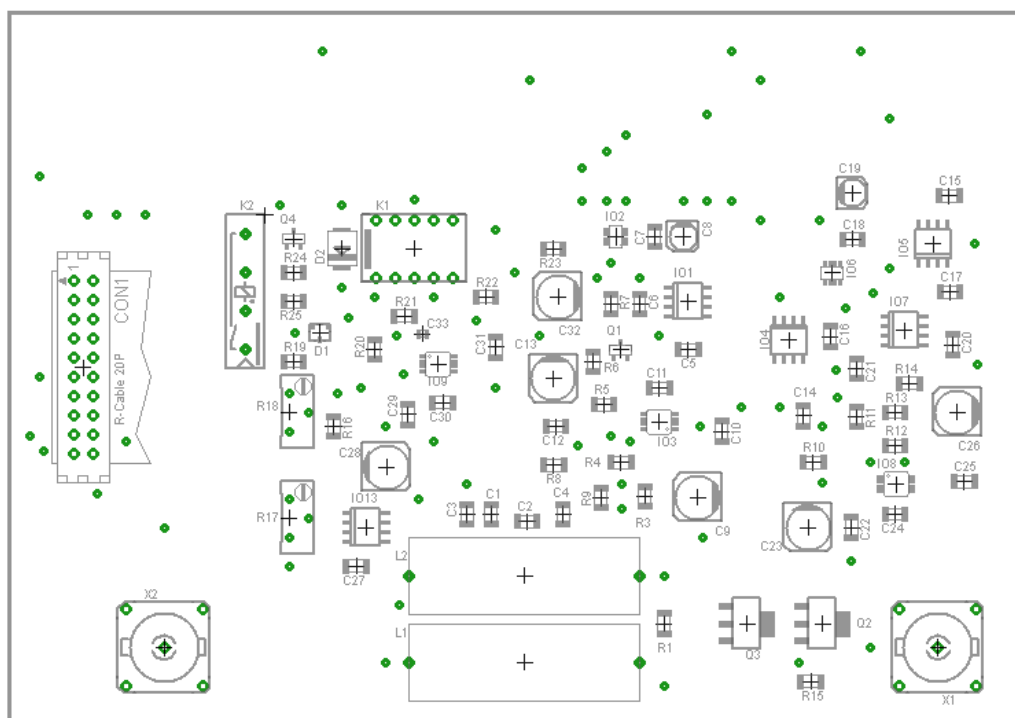 C19
C15
K2
K1
Q4
IO2
C7
C8
C18
IO5
D2
R23
R24
IO6
IO1
1
CON1
R22
C17
R25
R7
C6
IO7
R21
C32
C33
Q1
C13
IO4
C16
D1
R20
C31
C20
R19
R6
C5
IO9
C21
R-Cable 20P
R14
C11
R5
R18
C29
C30
C14
R13
R11
R16
C12
IO3
C10
R12
C26
C28
R8
R4
R10
IO8
C25
R9
R3
R17
IO13
C3
C1
C2
C4
C9
C24
C23
C22
L2
C27
X2
L1
R1
Q3
Q2
R15
X1